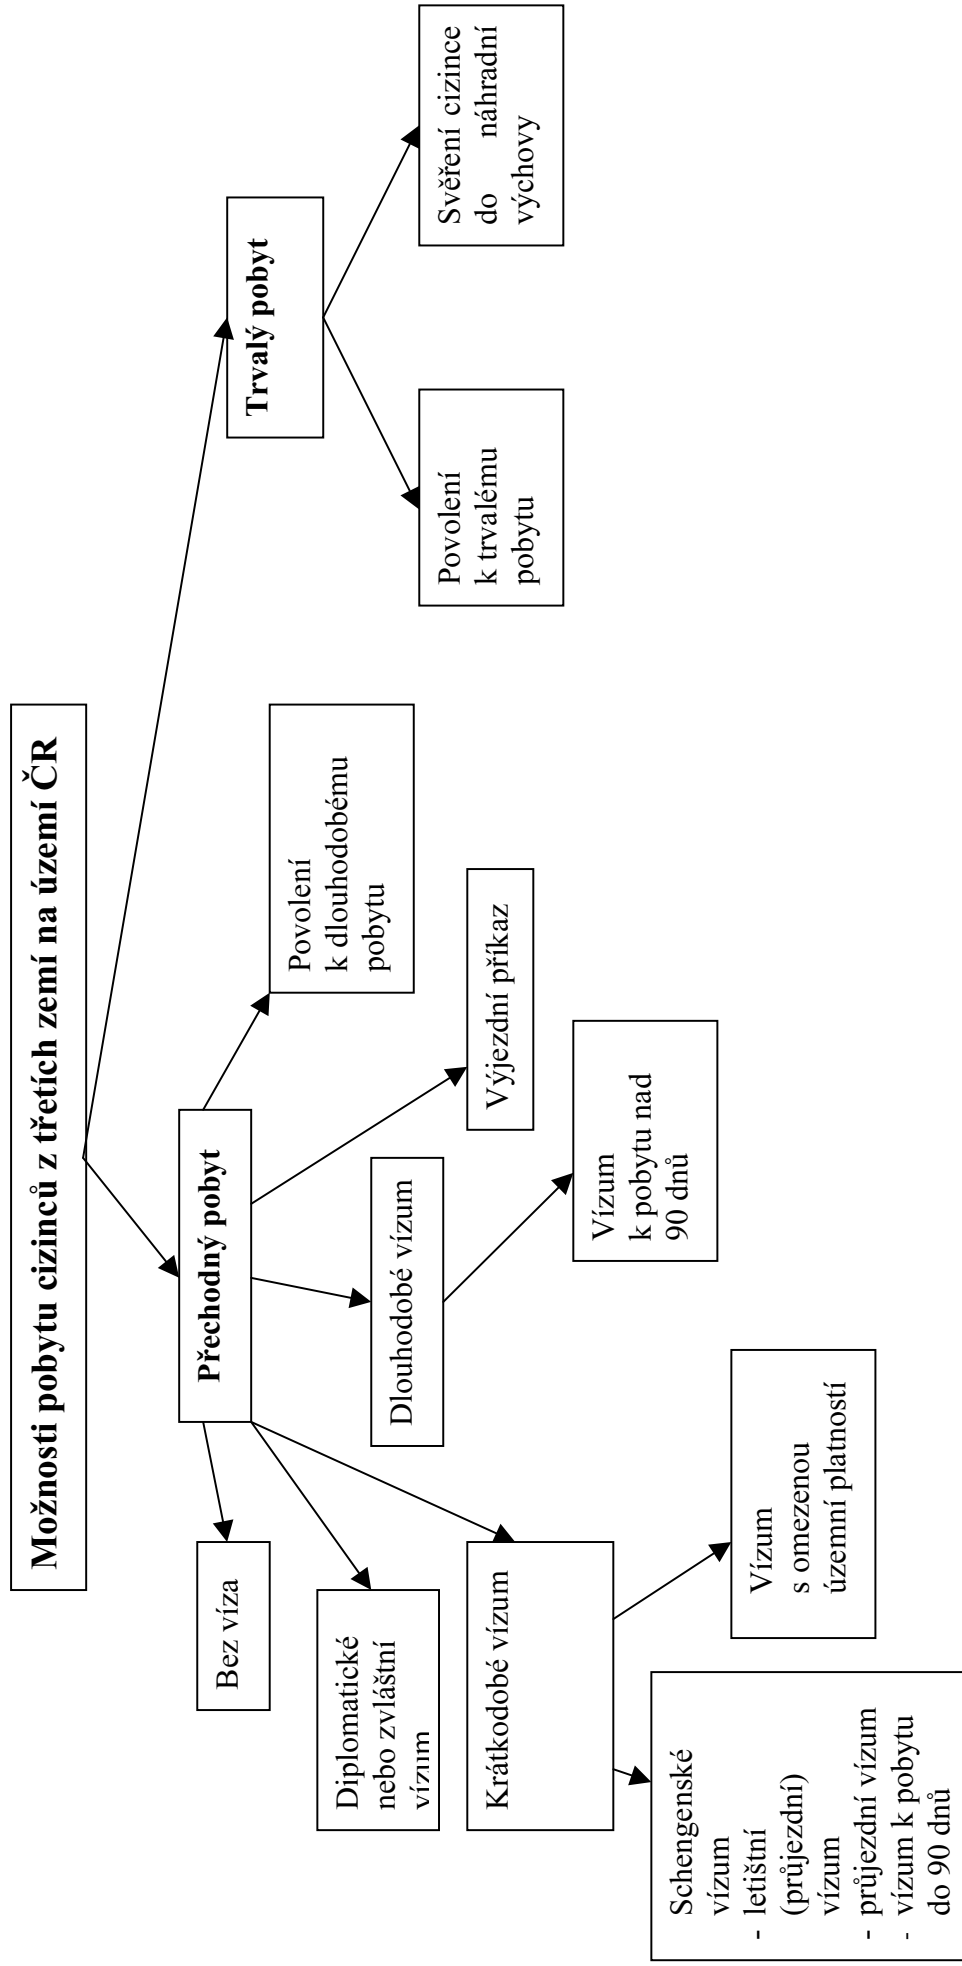 Možnosti pobytu cizinců z třetích zemí na území ČR
Přechodný pobyt
Trvalý pobyt
Bez víza
Diplomatické
nebo zvláštní
vízum
Krátkodobé vízum
Dlouhodobé vízum
Výjezdní příkaz
Povolení
k dlouhodobému
pobytu
Povolení
k trvalému
pobytu
Svěření cizince
do náhradní
výchovy
Schengenské
vízum
- letištní
(průjezdní)
vízum
- průjezdní vízum
- vízum k pobytu
do 90 dnů
Vízum
s omezenou
územní platností
Vízum
k pobytu nad
90 dnů